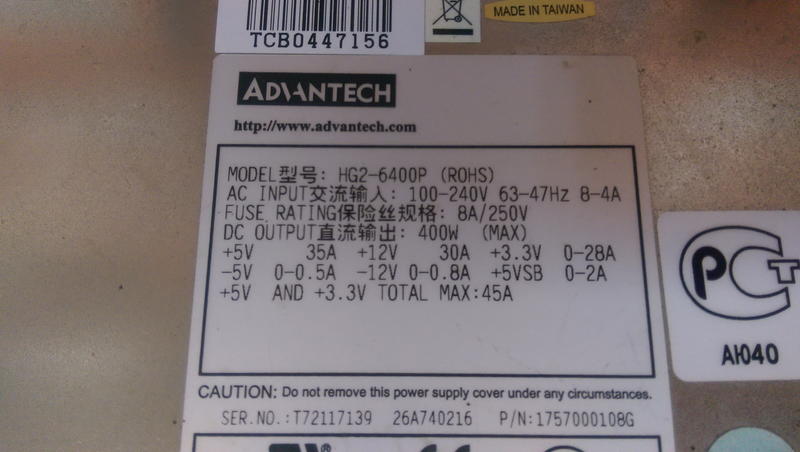 TCB0447156
MADE IN TAIWAN
ADVANTECH
http://www.advantech.com
MODEL型号: HG2-6400P (ROHS)
AC INPUT交流输入: 100-240V 63-47Hz 8-4A
FUSE RATING保险丝规格: 8A/250V
DC OUTPUT直流输出: 400W (MAX)
+5V 35A +12V 30A +3.3V 0-28A
-5V 0-0.5A -12V 0-0.8A +5VSB 0-2A
+5V AND +3.3V TOTAL MAX:45A
PCT
АЮ40
CAUTION: Do not remove this power supply cover under any circumstances.
SER.NO.:T72117139 26A740216 P/N:1757000108G